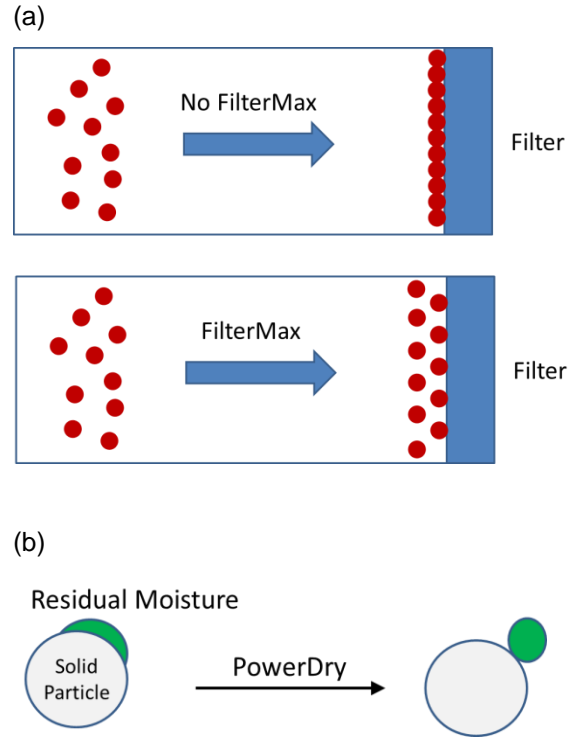 (a)
No FilterMax
Filter
FilterMax
Filter
(b)
Residual Moisture
Solid
Particle
PowerDry